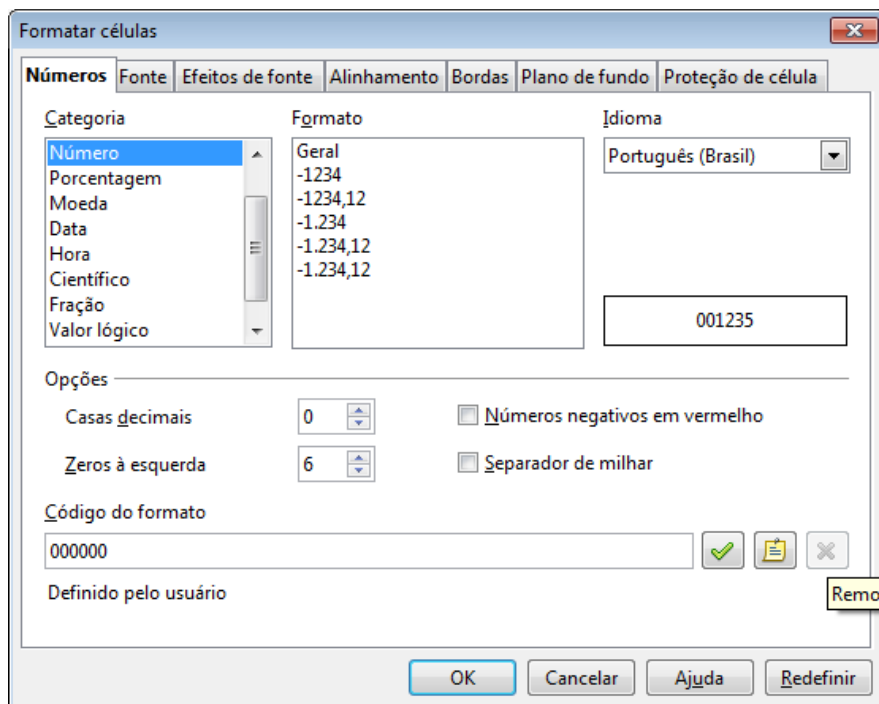 Formatar células
Números Fonte Efeitos de fonte Alinhamento Bordas Plano de fundo Proteção de célula
Categoria
Número
Porcentagem
Moeda
Data
Hora
Científico
Fração
Valor lógico
Formato
Geral
-1234
-1234,12
-1.234
-1.234,12
-1.234,12
Idioma
Português (Brasil)
001235
Opções
Casas decimais 0
Números negativos em vermelho
Zeros à esquerda 6
Separador de milhar
Código do formato
000000
Definido pelo usuário
Remo
OK Cancelar Ajuda Redefinir